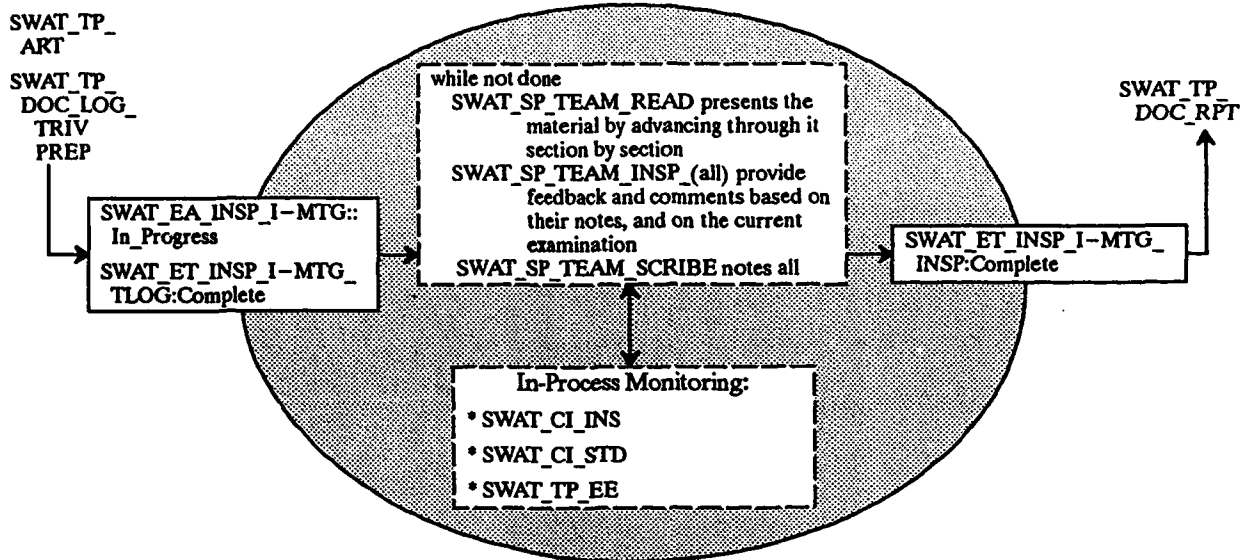 SWAT_TP_
ART
SWAT_TP_
DOC_LOG_
TRIV
PREP
SWAT_EA_INSP_I-MTG::
In_Progress
SWAT_ET_INSP_I-MTG_
TLOG:Complete
while not done
SWAT_SP_TEAM_READ presents the
material by advancing through it
section by section
SWAT_SP_TEAM_INSP_(all) provide
feedback and comments based on
their notes, and on the current
examination
SWAT_SP_TEAM_SCRIBE notes all
In-Process Monitoring:
* SWAT_CI_INS
* SWAT_CI_STD
* SWAT_TP_EE
SWAT_ET_INSP_I-MTG_
INSP:Complete
SWAT_TP_
DOC_RPT